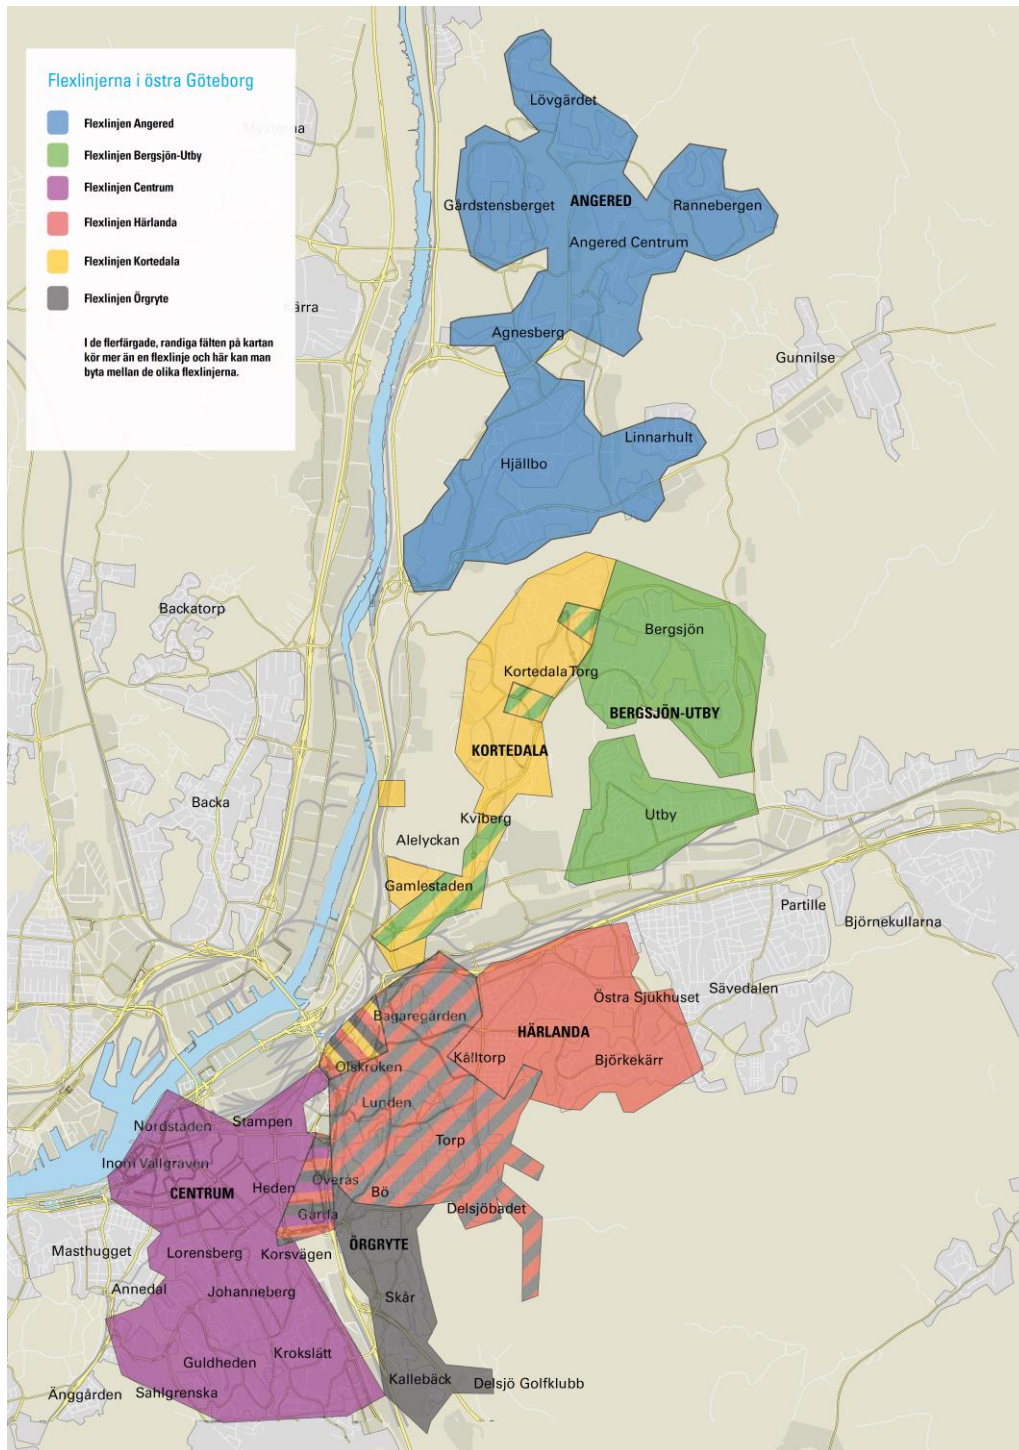 Flexlinjerna i östra Göteborg
Flexlinjen Angered
Flexlinjen Bergsjön-Utby
Flexlinjen Centrum
Flexlinjen Härlanda
Flexlinjen Kortedala
Flexlinjen Örgryte
I de flerfärgade, randiga fälten på kartan
kör mer än en flexlinje och här kan man
byta mellan de olika flexlinjerna.
Lövgärdet
Gårdstensberget
ANGERED
Rannebergen
Angered Centrum
Kärra
Agnesberg
Gunnilse
Linnarhult
Hjällbo
Backatorp
Bergsjön
Kortedala Torg
BERGSJÖN-UTBY
KORTEDALA
Backa
Utby
Kviberg
Alelyckan
Gamlestaden
Partille
Björnekullarna
Sävedalen
Östra Sjukhuset
Bagaregården
HÄRLANDA
Kålltorp
Björkekärr
Olskroken
Lunden
Stampen
Nordstaden
Torp
Inom Vallgraven
Överås
Heden
CENTRUM
Bö
Delsjöbadet
Gårda
ÖRGRYTE
Masthugget
Lorensberg
Korsvägen
Annedal
Johanneberg
Skår
Krokslätt
Guldheden
Kallebäck
Delsjö Golfklubb
Änggården
Sahlgrenska